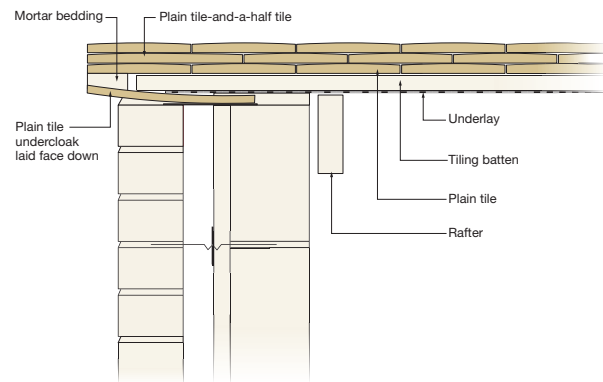 Mortar bedding
Plain tile-and-a-half tile
Plain tile
undercloak
laid face down
Underlay
Tiling batten
Plain tile
Rafter